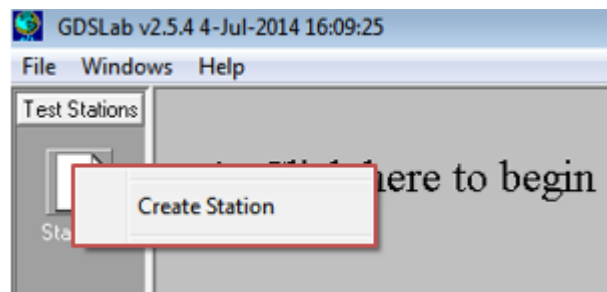 GDSLab v2.5.4 4-Jul-2014 16:09:25
File Windows Help
Test Stations
here to begin
Create Station